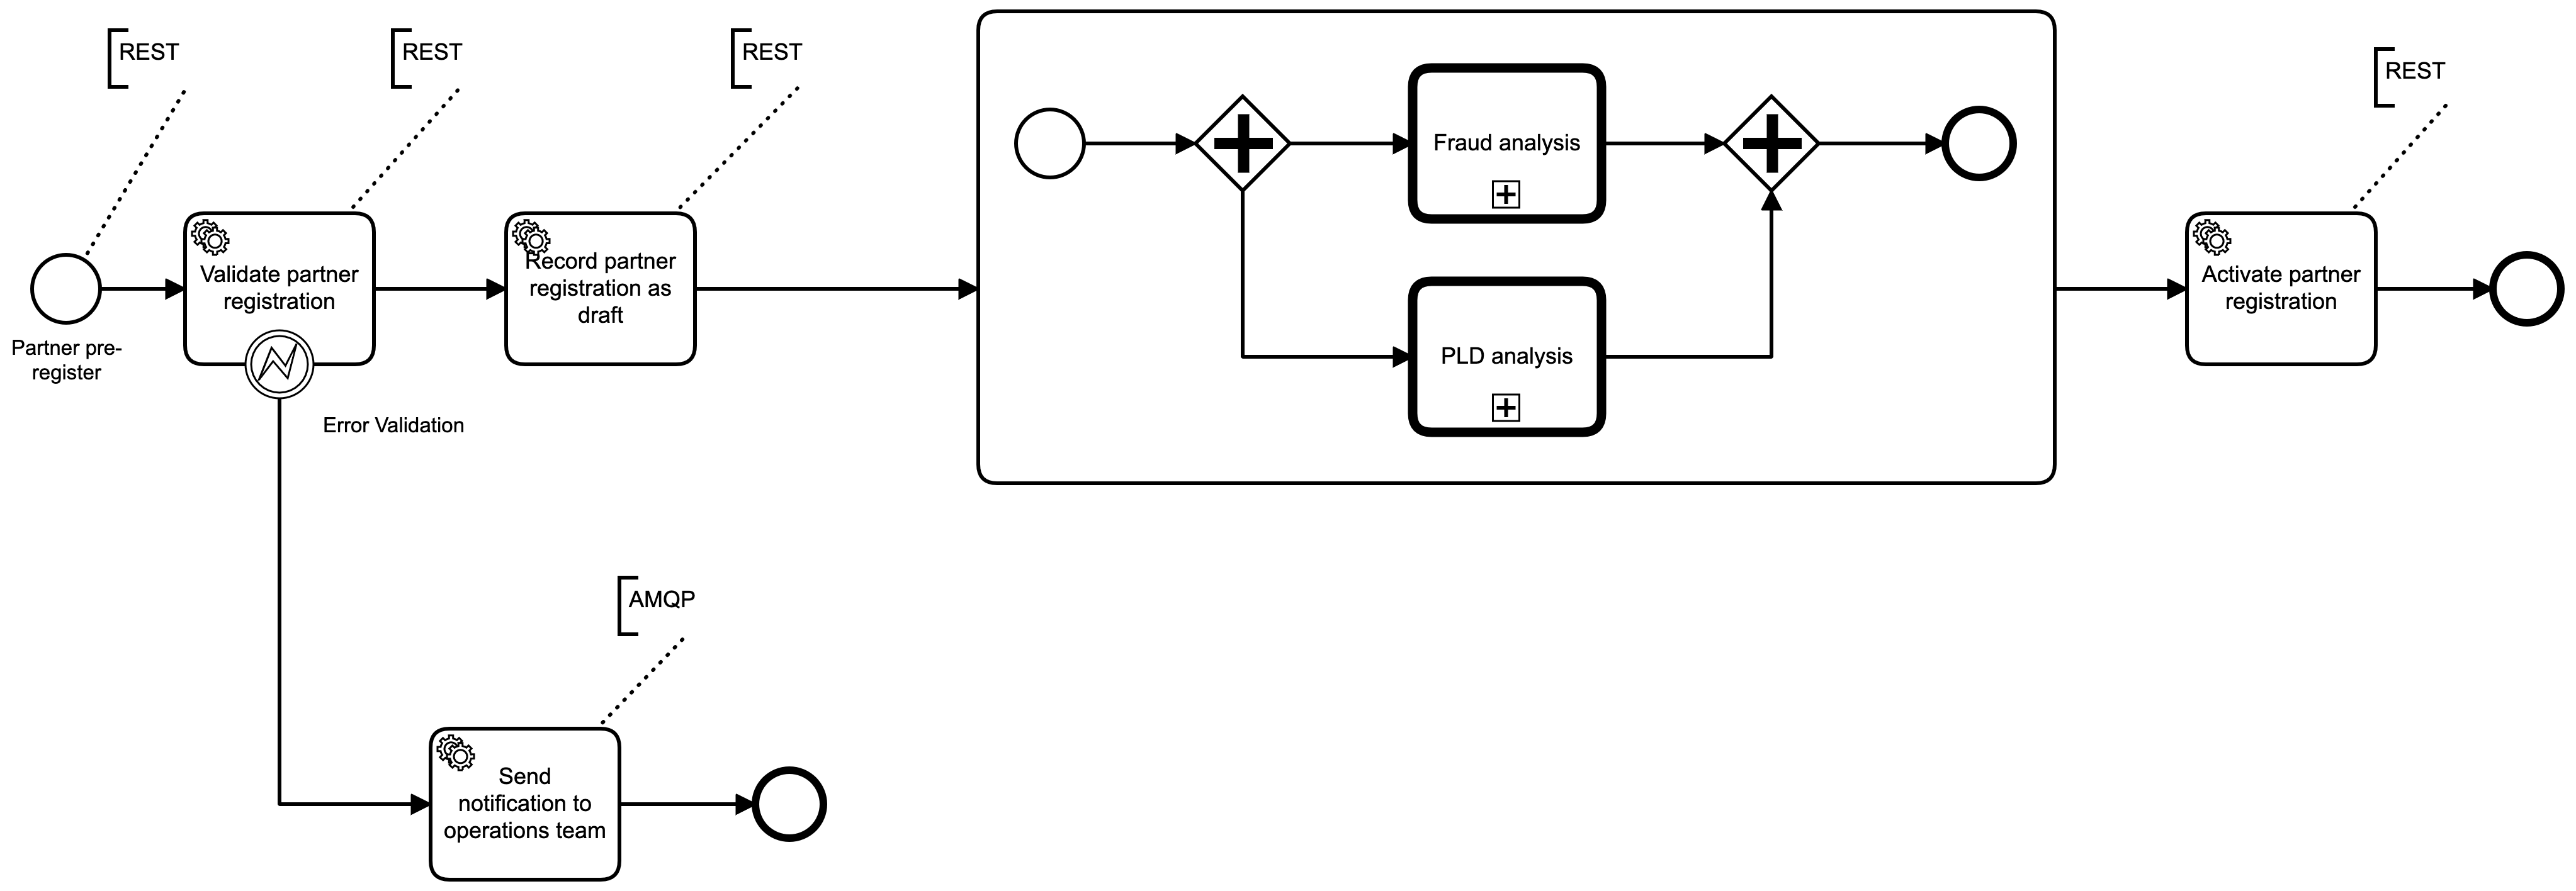 REST
REST
REST
REST
Fraud analysis
Validate partner
registration
Record partner
registration as
draft
Activate partner
registration
Partner pre-
register
PLD analysis
Error Validation
AMQP
Send
notification to
operations team